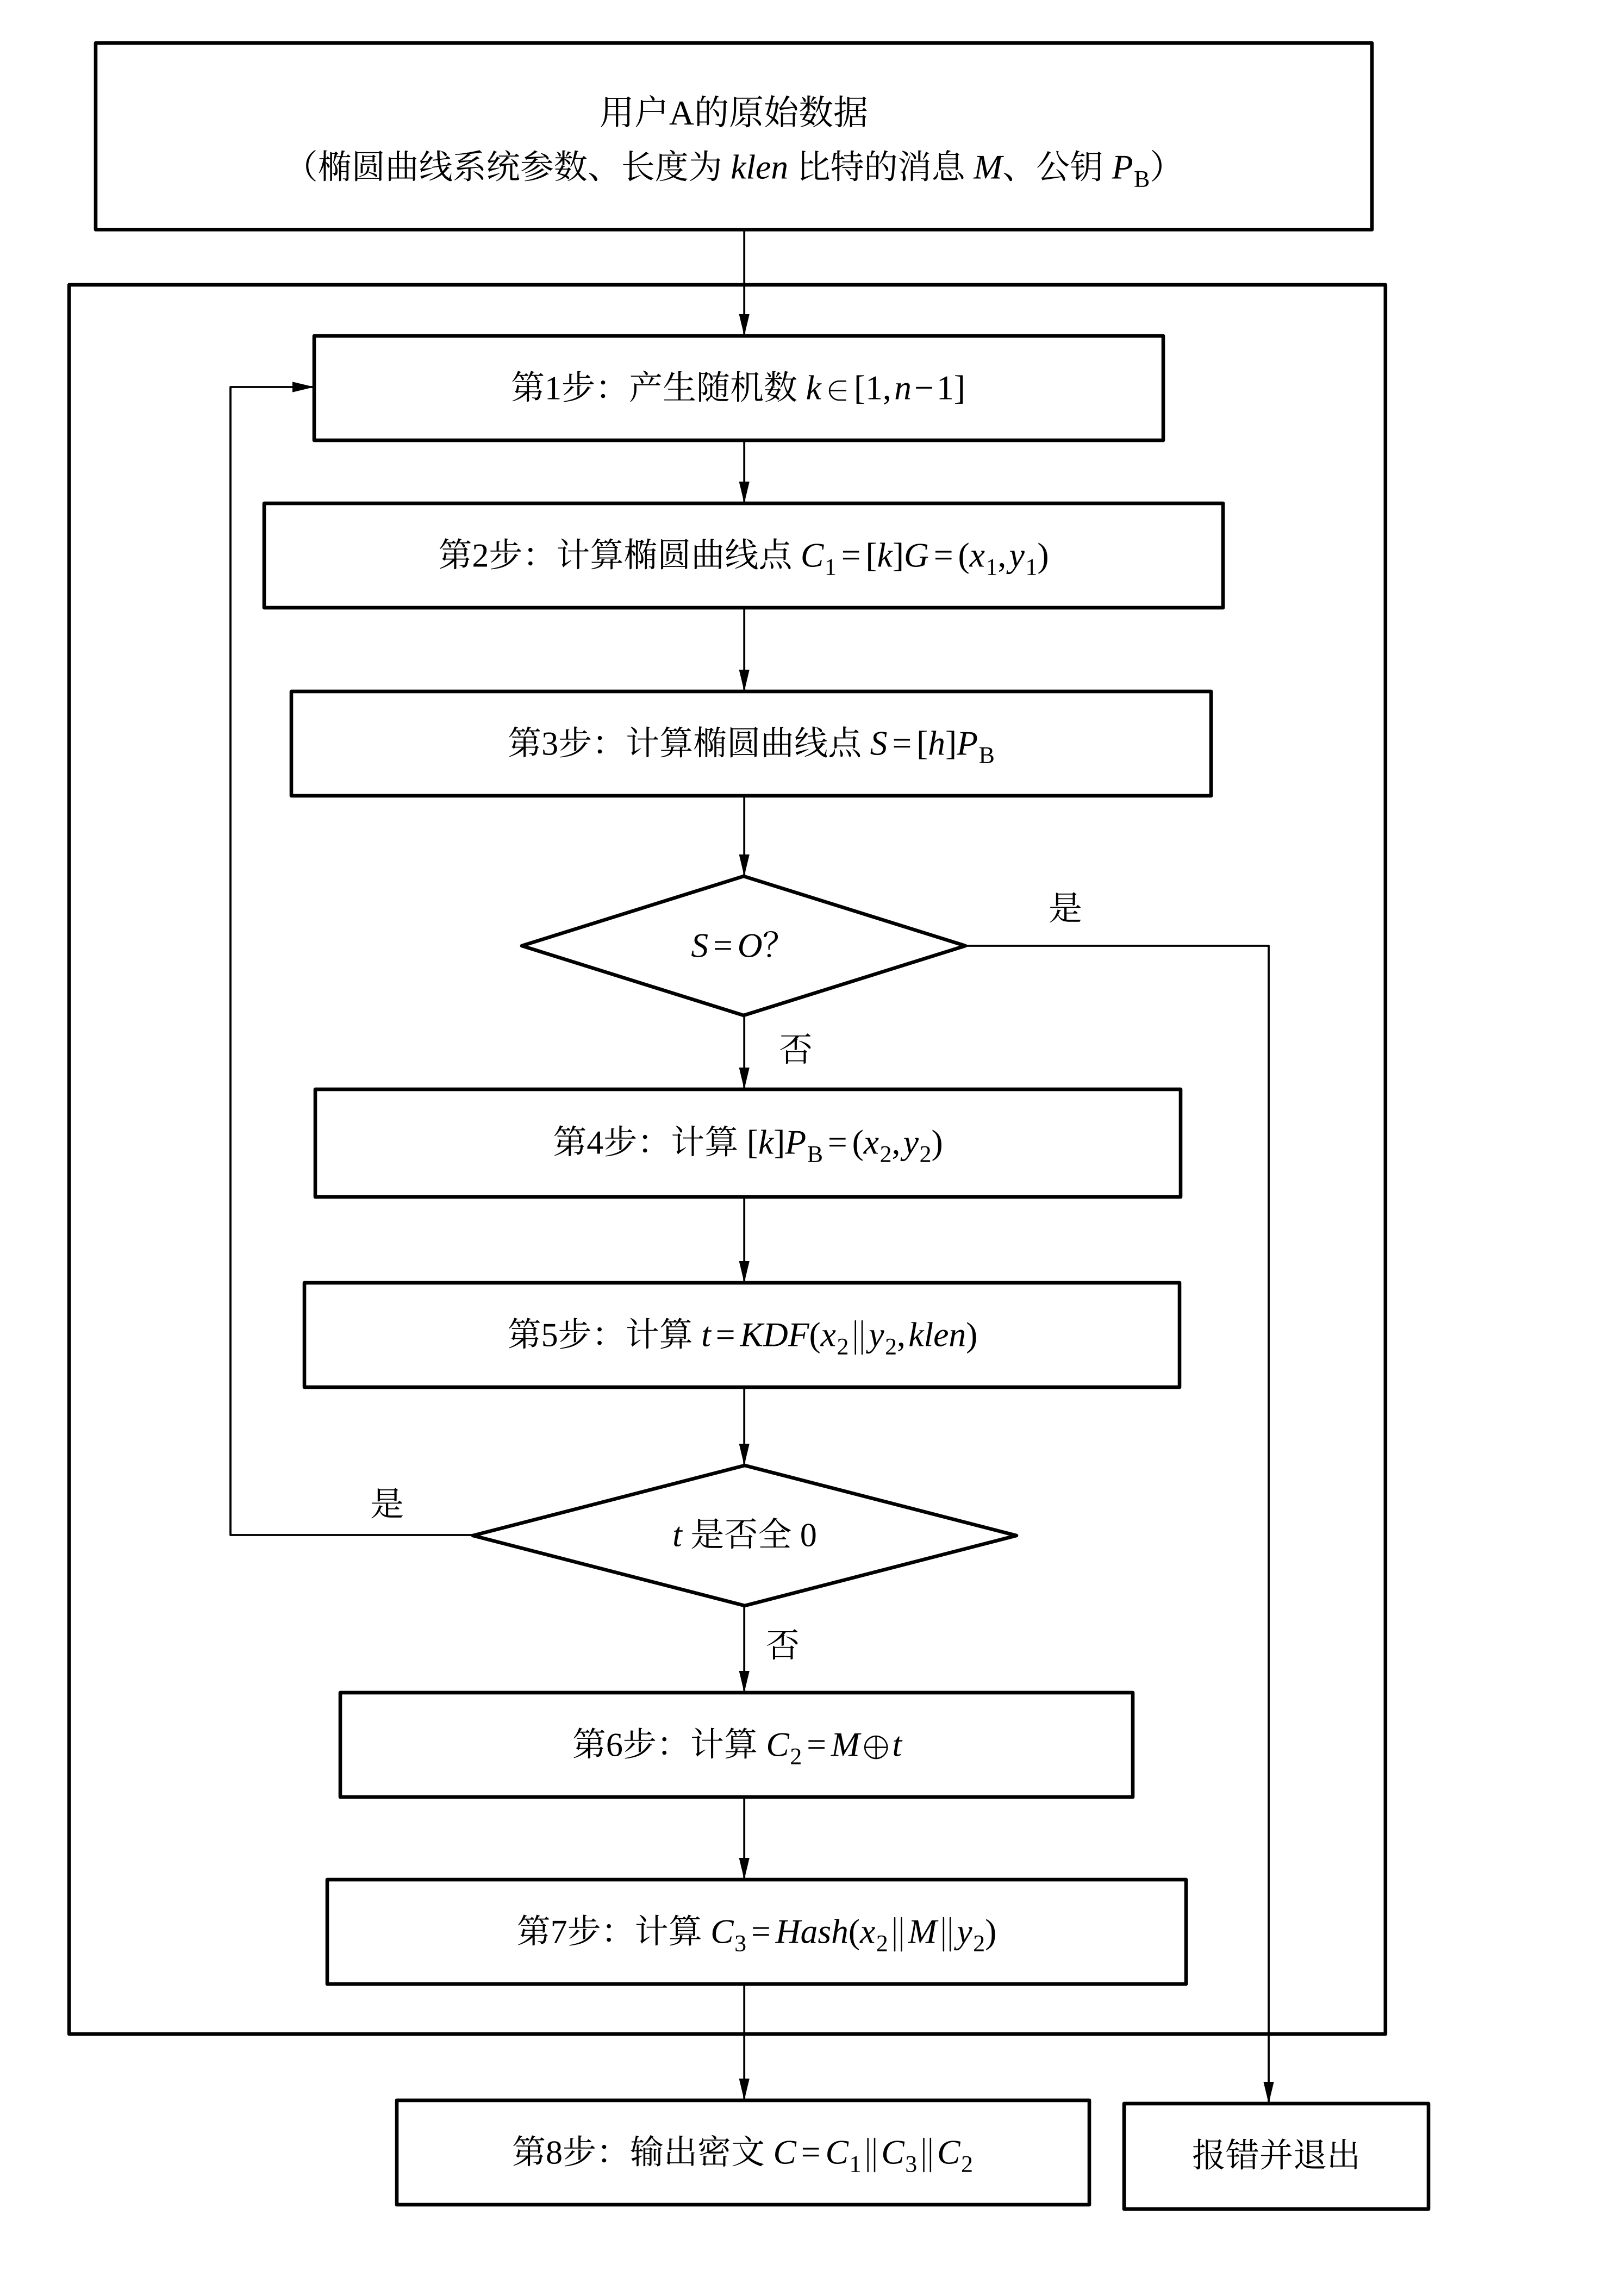 用户A的原始数据
（椭圆曲线系统参数、长度为 klen 比特的消息 M、公钥 P_B）
第1步：产生随机数 k∈[1,n−1]
第2步：计算椭圆曲线点 C₁=[k]G=(x₁,y₁)
第3步：计算椭圆曲线点 S=[h]P_B
S=O?
是
否
第4步：计算 [k]P_B=(x₂,y₂)
第5步：计算 t=KDF(x₂||y₂,klen)
是
t 是否全 0
否
第6步：计算 C₂=M⊕t
第7步：计算 C₃=Hash(x₂||M||y₂)
第8步：输出密文 C=C₁||C₃||C₂
报错并退出